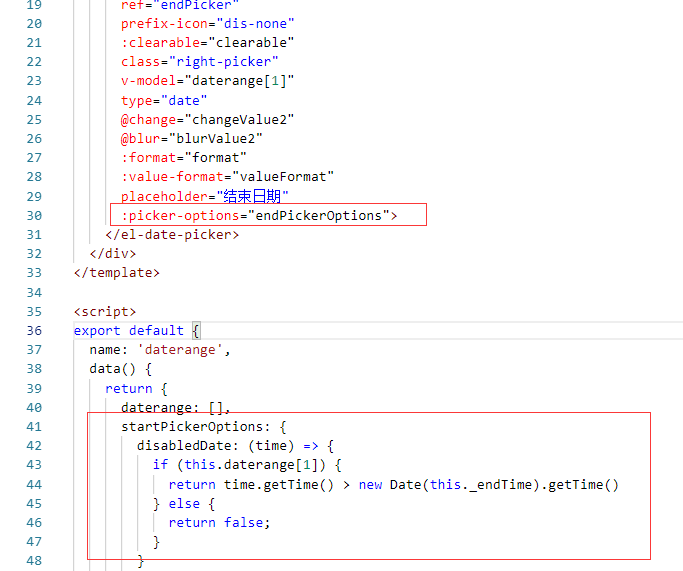 19 ref="endPicker"
20 prefix-icon="dis-none"
21 :clearable="clearable"
22 class="right-picker"
23 v-model="daterange[1]"
24 type="date"
25 @change="changeValue2"
26 @blur="blurValue2"
27 :format="format"
28 :value-format="valueFormat"
29 placeholder="结束日期"
30 :picker-options="endPickerOptions">
31 </el-date-picker>
32 </div>
33 </template>
34
35 <script>
36 export default {
37 name: 'daterange',
38 data() {
39 return {
40 daterange: [],
41 startPickerOptions: {
42 disabledDate: (time) => {
43 if (this.daterange[1]) {
44 return time.getTime() > new Date(this._endTime).getTime()
45 } else {
46 return false;
47 }
48 }